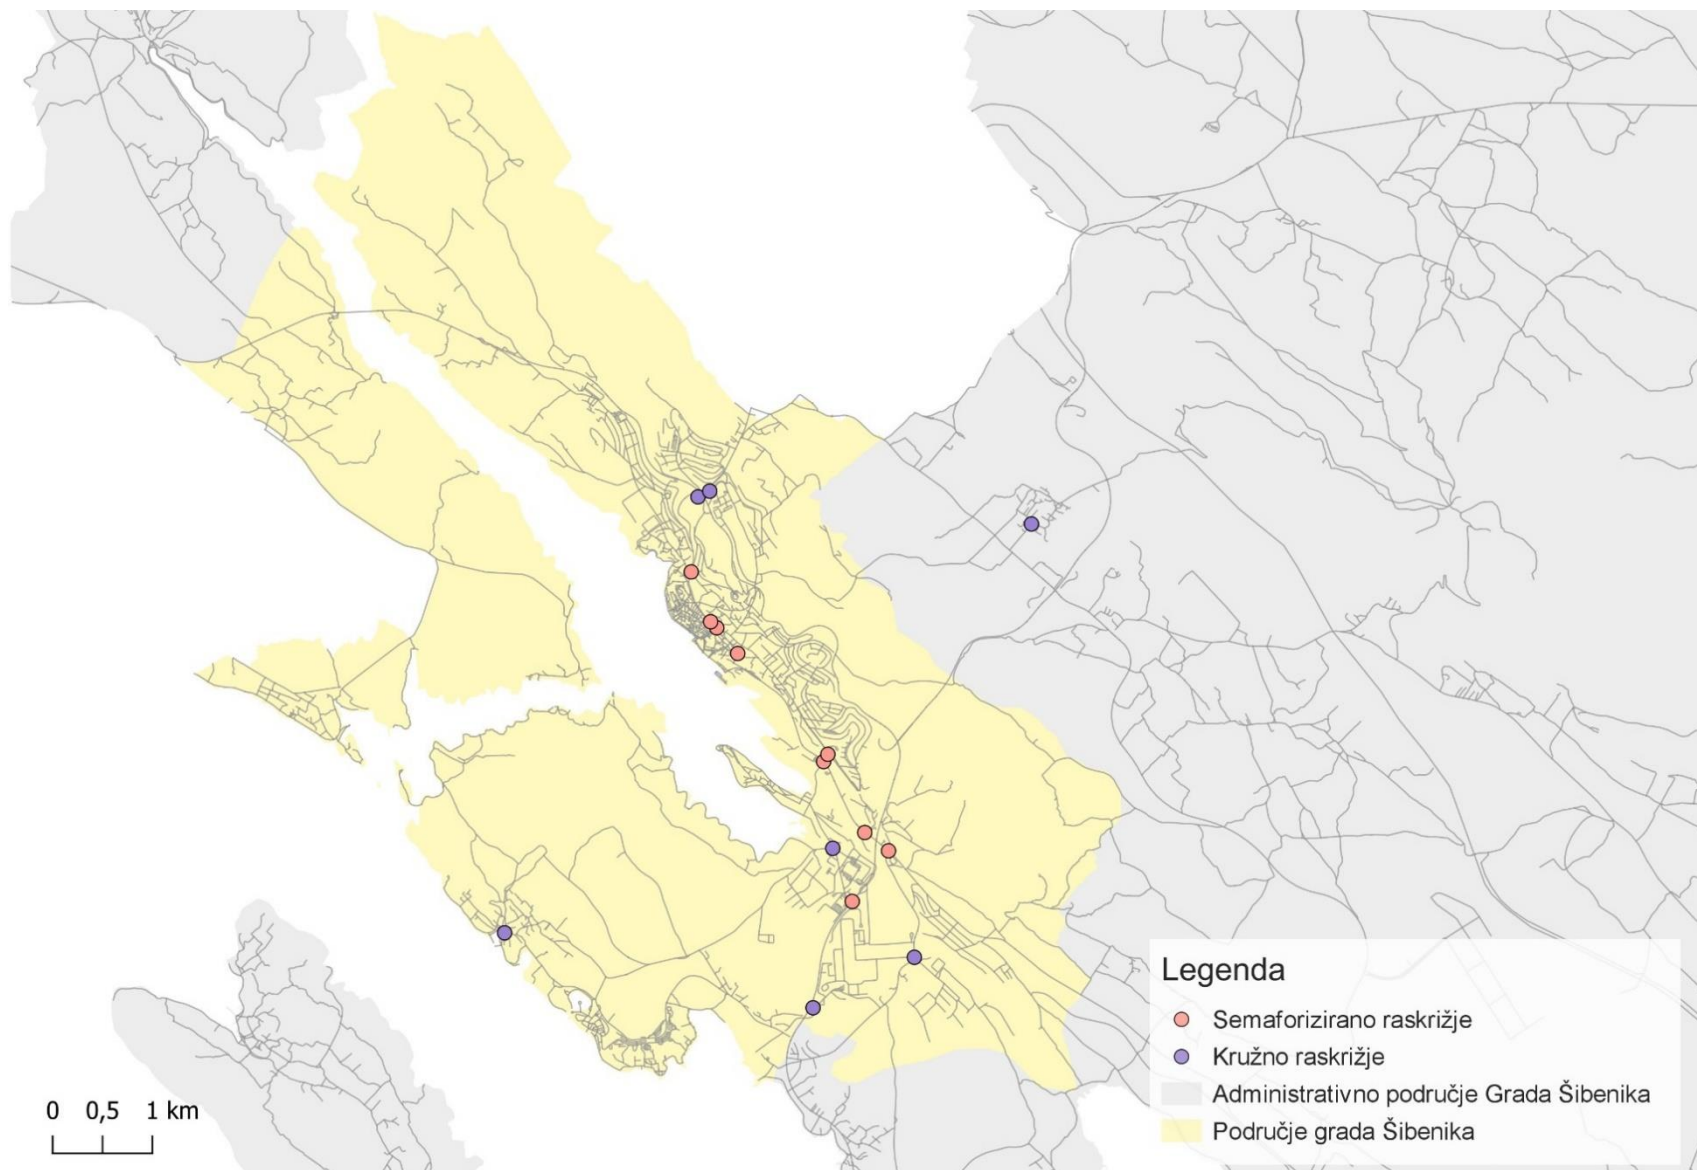 Legenda
Semaforizirano raskrižje
Kružno raskrižje
Administrativno područje Grada Šibenika
Područje grada Šibenika
0 0,5 1 km